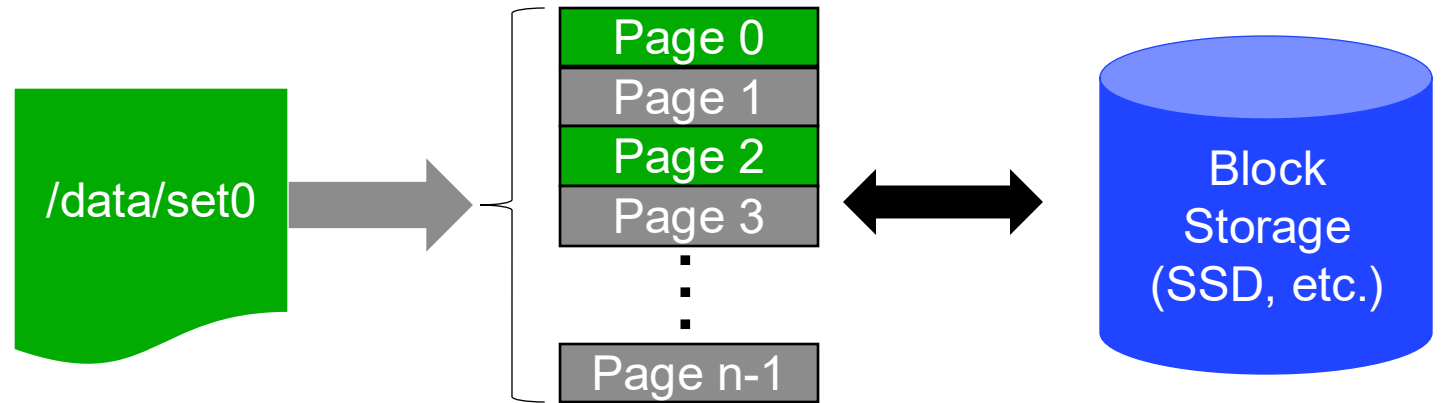 /data/set0
Page 0
Page 1
Page 2
Page 3
Page n-1
Block
Storage
(SSD, etc.)